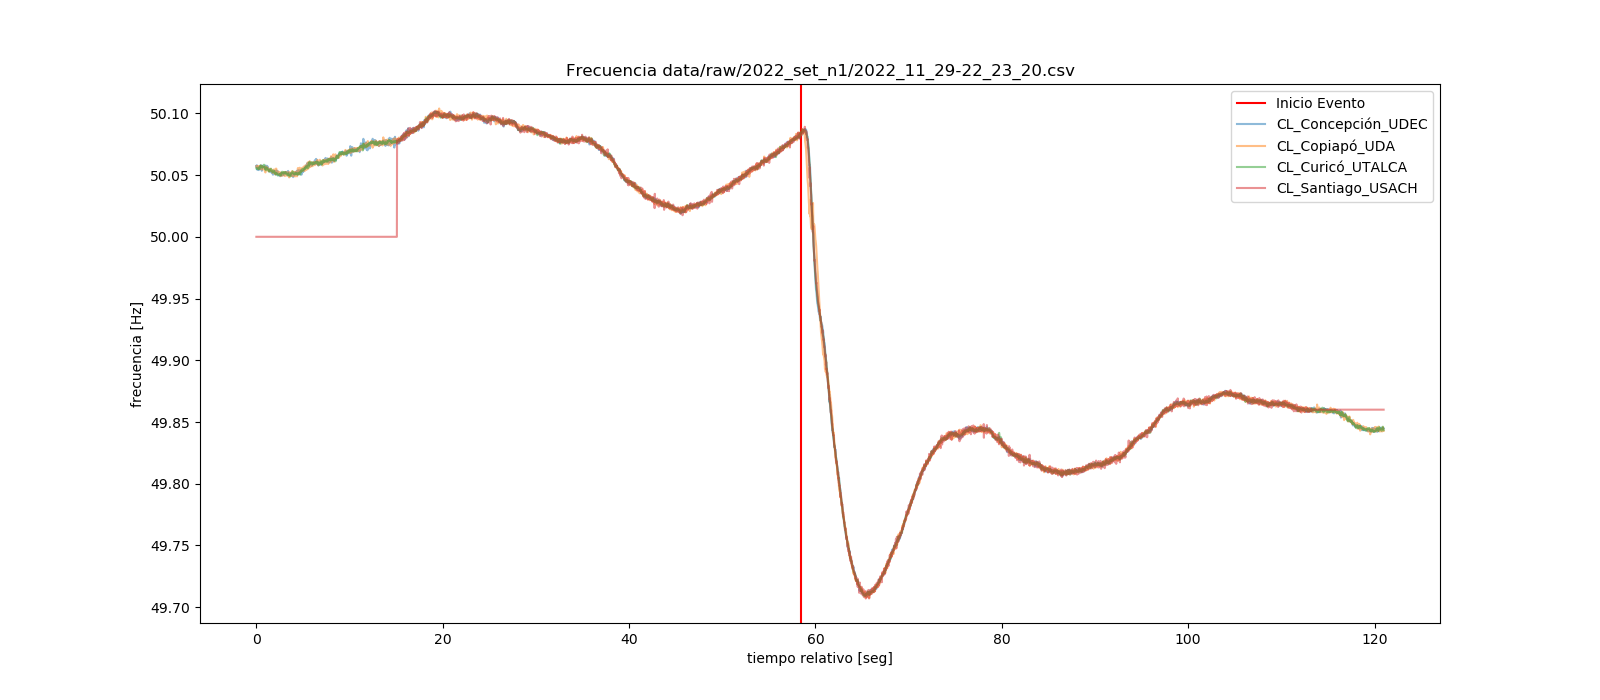 Frecuencia data/raw/2022_set_n1/2022_11_29-22_23_20.csv
Inicio Evento
CL_Concepción_UDEC
CL_Copiapó_UDA
CL_Curicó_UTALCA
CL_Santiago_USACH
50.10
50.05
50.00
49.95
49.90
49.85
49.80
49.75
49.70
frecuencia [Hz]
0 20 40 60 80 100 120
tiempo relativo [seg]